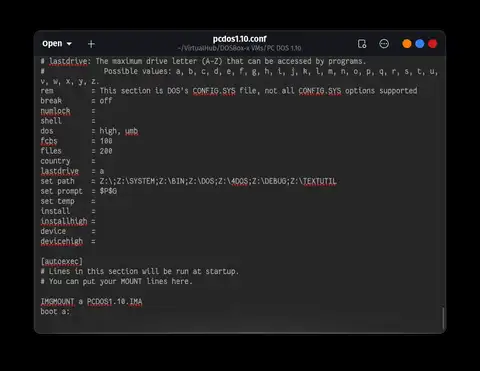 Open
pcdos1.10.conf
~/VirtualHub/DOSBox-x VMs/PC DOS 1.10
# lastdrive: The maximum drive letter (A-Z) that can be accessed by programs.
# Possible values: a, b, c, d, e, f, g, h, i, j, k, l, m, n, o, p, q, r, s, t, u,
v, w, x, y, z.
rem = This section is DOS's CONFIG.SYS file, not all CONFIG.SYS options supported
break = off
numlock =
shell =
dos = high, umb
fcbs = 100
files = 200
country =
lastdrive = a
set path = Z:\;Z:\SYSTEM;Z:\BIN;Z:\DOS;Z:\4DOS;Z:\DEBUG;Z:\TEXTUTIL
set prompt = $P$G
set temp =
install =
installhigh =
device =
devicehigh =
[autoexec]
# Lines in this section will be run at startup.
# You can put your MOUNT lines here.
IMGMOUNT a PCDOS1.10.IMA
boot a: